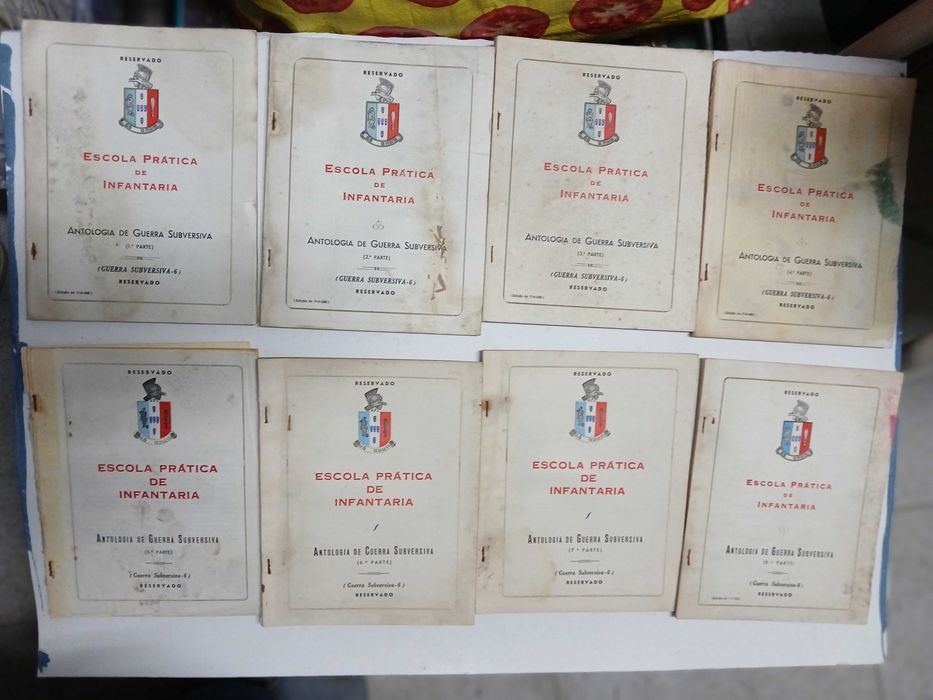 RESERVADO
ESCOLA PRÁTICA
DE
INFANTARIA
ANTOLOGIA DE GUERRA SUBVERSIVA
(1.ª PARTE)
(GUERRA SUBVERSIVA-6)
RESERVADO
RESERVADO
ESCOLA PRÁTICA
DE
INFANTARIA
ANTOLOGIA DE GUERRA SUBVERSIVA
(2.ª PARTE)
(GUERRA SUBVERSIVA-6)
RESERVADO
RESERVADO
ESCOLA PRÁTICA
DE
INFANTARIA
ANTOLOGIA DE GUERRA SUBVERSIVA
(3.ª PARTE)
(GUERRA SUBVERSIVA-6)
RESERVADO
RESERVADO
ESCOLA PRÁTICA
DE
INFANTARIA
ANTOLOGIA DE GUERRA SUBVERSIVA
(4.ª PARTE)
(GUERRA SUBVERSIVA-6)
RESERVADO
RESERVADO
ESCOLA PRÁTICA
DE
INFANTARIA
ANTOLOGIA DE GUERRA SUBVERSIVA
(5.ª PARTE)
(Guerra Subversiva-6)
RESERVADO
RESERVADO
ESCOLA PRÁTICA
DE
INFANTARIA
ANTOLOGIA DE GUERRA SUBVERSIVA
(6.ª PARTE)
(Guerra Subversiva-6)
RESERVADO
RESERVADO
ESCOLA PRÁTICA
DE
INFANTARIA
ANTOLOGIA DE GUERRA SUBVERSIVA
(7.ª PARTE)
(Guerra Subversiva-6)
RESERVADO
RESERVADO
ESCOLA PRÁTICA
DE
INFANTARIA
ANTOLOGIA DE GUERRA SUBVERSIVA
(8.ª PARTE)
(Guerra Subversiva-6)
RESERVADO